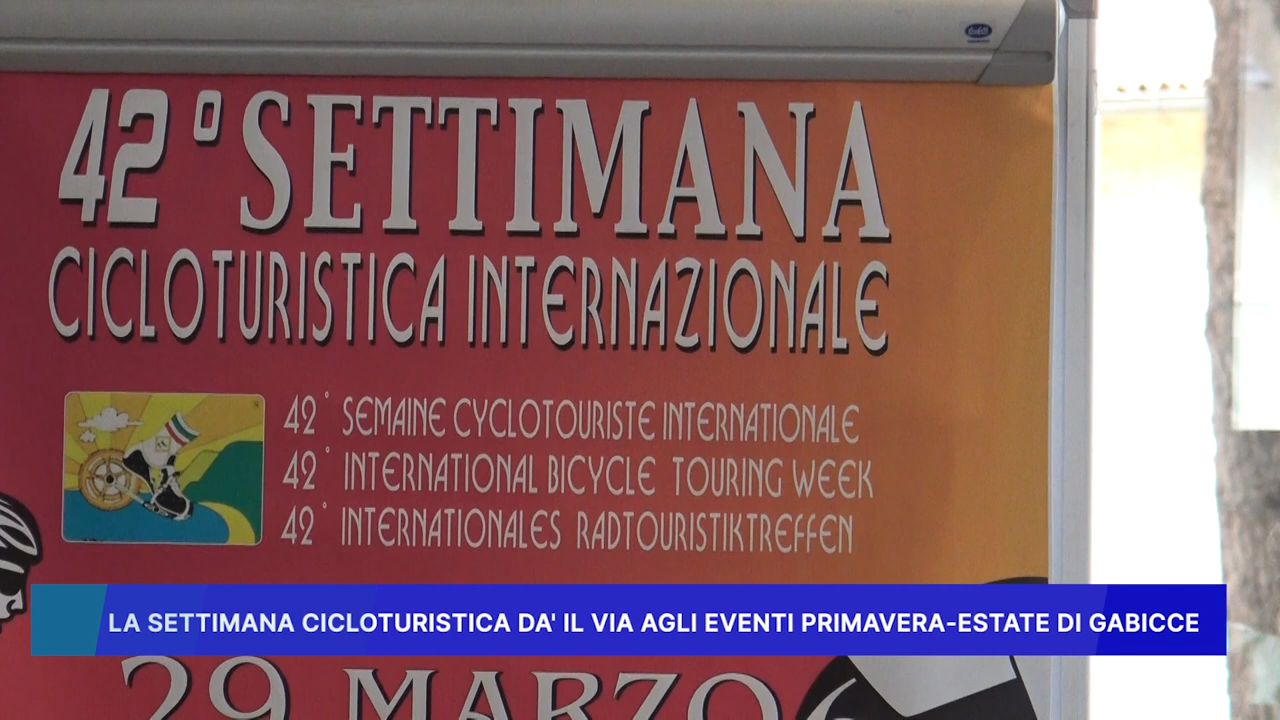 42° SETTIMANA
CICLOTURISTICA INTERNAZIONALE
42° SEMAINE CYCLOTOURISTE INTERNATIONALE
42° INTERNATIONAL BICYCLE TOURING WEEK
42° INTERNATIONALES RADTOURISTIKTREFFEN
LA SETTIMANA CICLOTURISTICA DA' IL VIA AGLI EVENTI PRIMAVERA-ESTATE DI GABICCE
29 MARZO